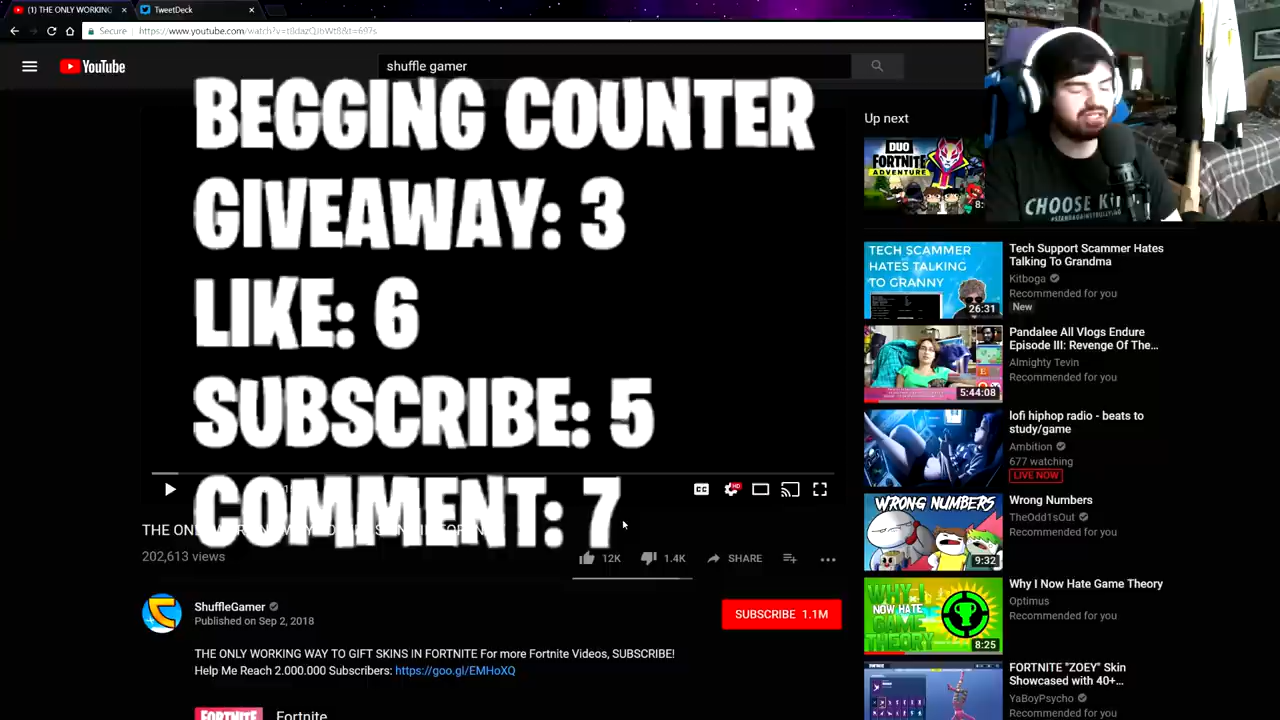 (1) THE ONLY WORKING
TweetDeck
Secure
YouTube
shuffle gamer
BEGGING COUNTER
GIVEAWAY: 3
LIKE: 6
SUBSCRIBE: 5
COMMENT: 7
THE ON
202,613 views
12K
1.4K
SHARE
ShuffleGamer
Published on Sep 2, 2018
SUBSCRIBE 1.1M
THE ONLY WORKING WAY TO GIFT SKINS IN FORTNITE For more Fortnite Videos, SUBSCRIBE!
Help Me Reach 2.000.000 Subscribers: https://goo.gl/EMHoXQ
FORTNITE
Fortnite
Up next
DUO
FORTNITE
ADVENTURE
8:
TECH SCAMMER
HATES TALKING
TO GRANNY
26:31
Tech Support Scammer Hates
Talking To Grandma
Kitboga
Recommended for you
New
5:44:08
Pandalee All Vlogs Endure
Episode III: Revenge Of The...
Almighty Tevin
Recommended for you
lofi hiphop radio - beats to
study/game
Ambition
677 watching
LIVE NOW
WRONG NUMBERS
9:32
Wrong Numbers
TheOdd1sOut
Recommended for you
WHY I
NOW HATE
GAME
THEORY
8:25
Why I Now Hate Game Theory
Optimus
Recommended for you
FORTNITE "ZOEY" Skin
Showcased with 40+...
YaBoyPsycho
Recommended for you
CHOOSE